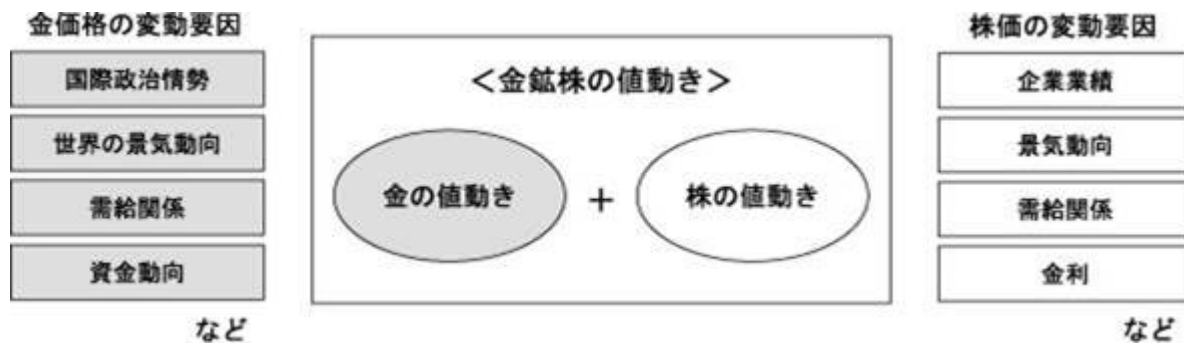 金価格の変動要因
国際政治情勢
世界の景気動向
需給関係
資金動向
など
＜金鉱株の値動き＞
金の値動き
＋
株の値動き
株価の変動要因
企業業績
景気動向
需給関係
金利
など